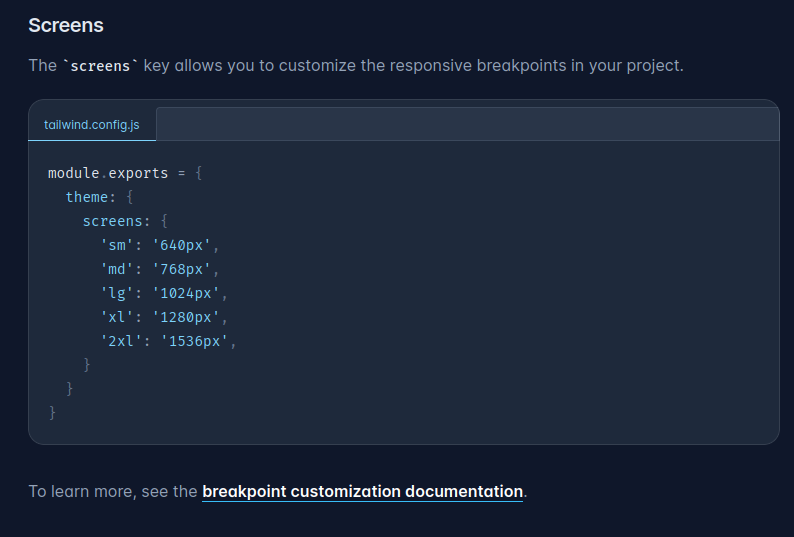 Screens
The `screens` key allows you to customize the responsive breakpoints in your project.
tailwind.config.js
module.exports = {
  theme: {
    screens: {
      'sm': '640px',
      'md': '768px',
      'lg': '1024px',
      'xl': '1280px',
      '2xl': '1536px',
    }
  }
}
To learn more, see the breakpoint customization documentation.